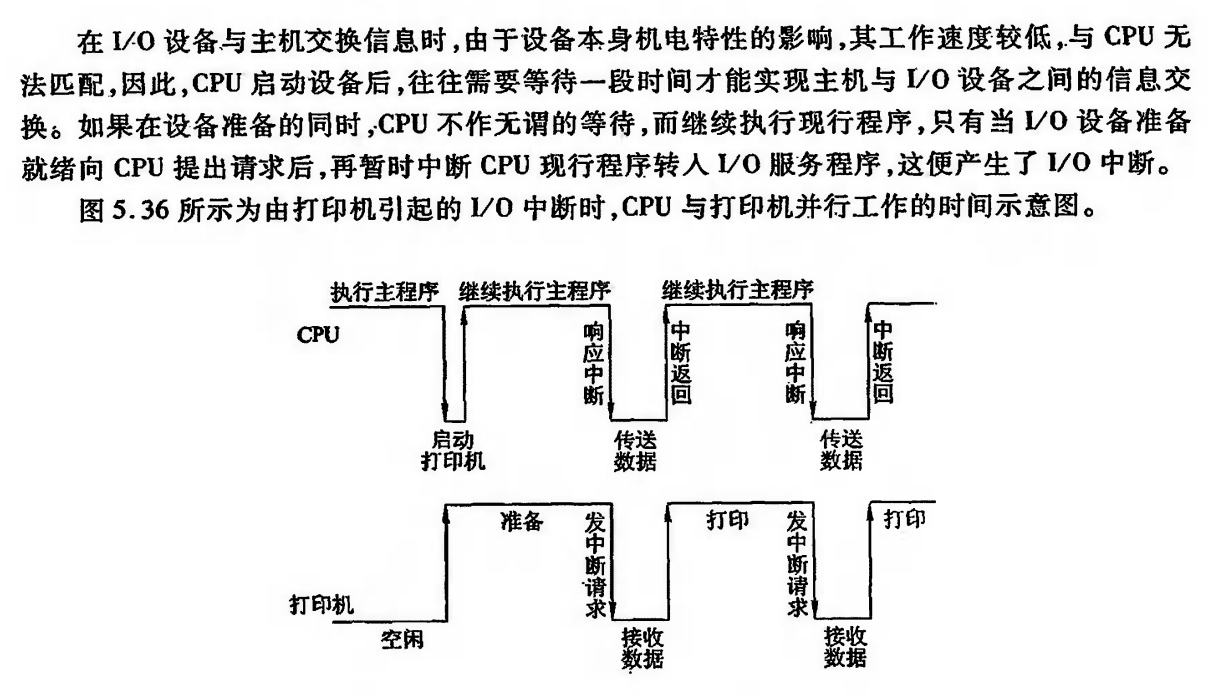 在 I/O 设备与主机交换信息时,由于设备本身机电特性的影响,其工作速度较低,与 CPU 无
法匹配,因此,CPU 启动设备后,往往需要等待一段时间才能实现主机与 I/O 设备之间的信息交
换。如果在设备准备的同时,CPU 不作无谓的等待,而继续执行现行程序,只有当 I/O 设备准备
就绪向 CPU 提出请求后,再暂时中断 CPU 现行程序转入 I/O 服务程序,这便产生了 I/O 中断。
图 5.36 所示为由打印机引起的 I/O 中断时,CPU 与打印机并行工作的时间示意图。
执行主程序 继续执行主程序 继续执行主程序
CPU
响应中断
中断返回
响应中断
中断返回
启动
打印机
传送
数据
传送
数据
准备
发中断请求
打印
发中断请求
打印
打印机
空闲
接收
数据
接收
数据